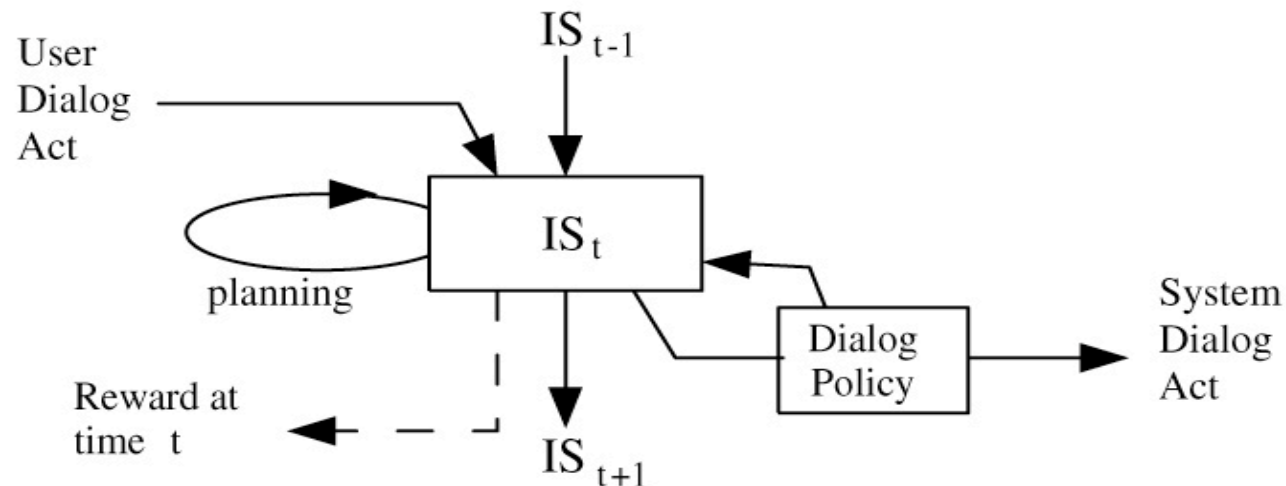 User
Dialog
Act
IS t-1
IS t
planning
Dialog
Policy
System
Dialog
Act
Reward at
time t
IS t+1